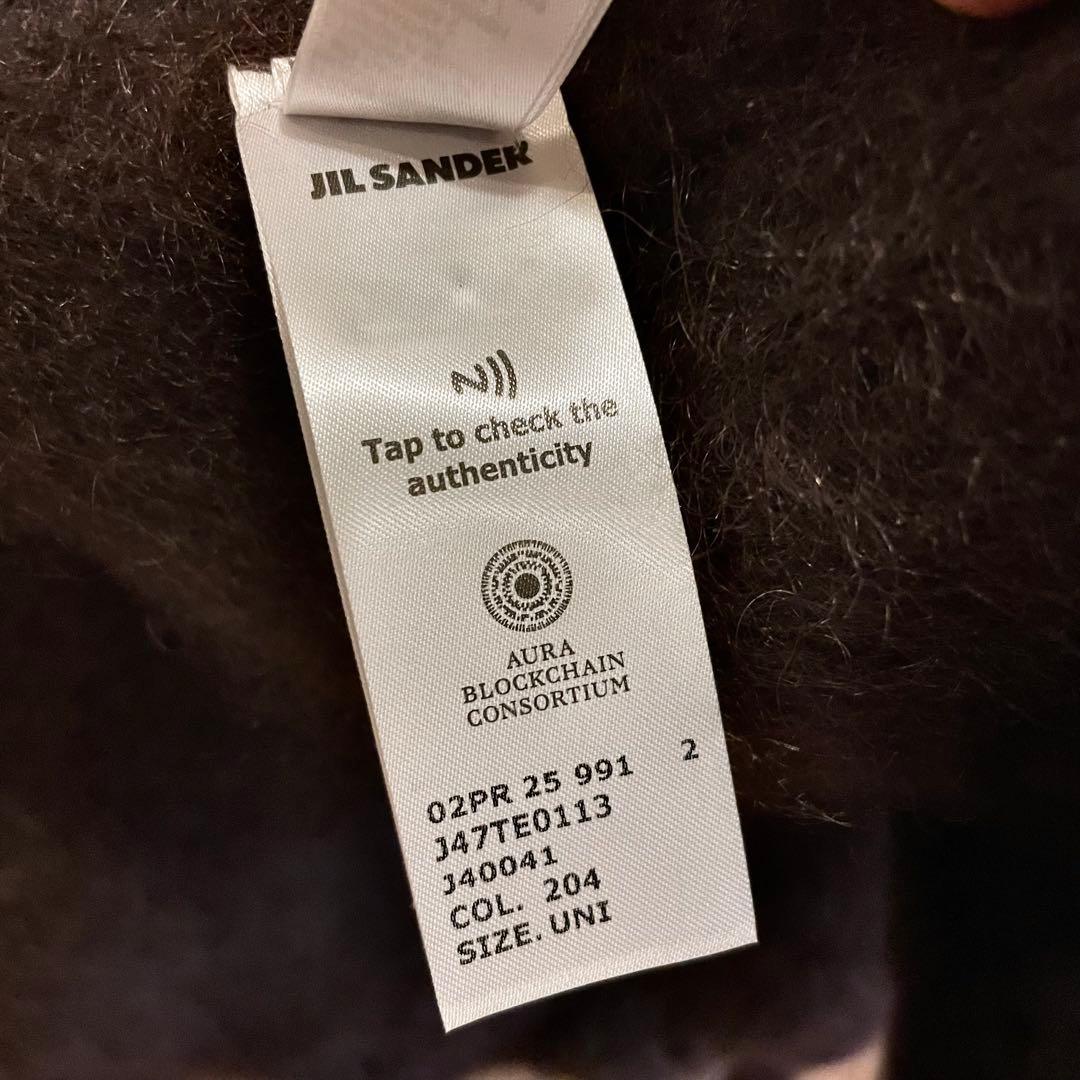 JIL SANDER
Tap to check the
authenticity
AURA
BLOCKCHAIN
CONSORTIUM
02PR 25 991 2
J47TE0113
J40041
COL. 204
SIZE. UNI